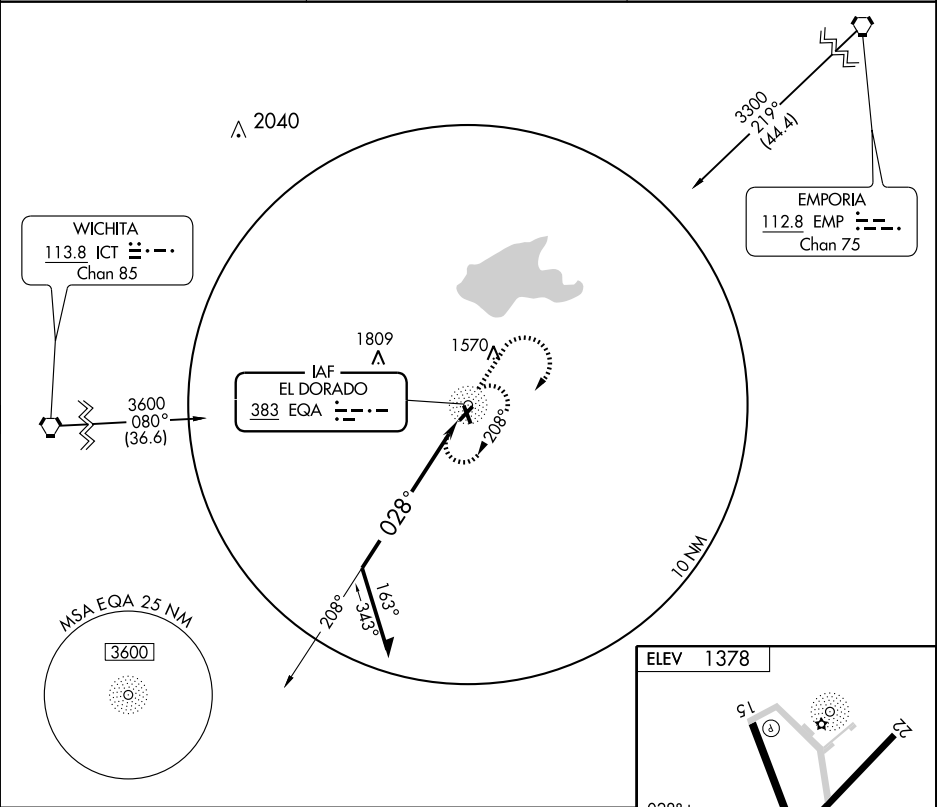 2040
3300
219°
(44.4)
EMPORIA
112.8 EMP
Chan 75
WICHITA
113.8 ICT
Chan 85
1809
1570
IAF
EL DORADO
383 EQA
3600
080°
(36.6)
208°
028°
10 NM
163°
343°
208°
MSA EQA 25 NM
3600
ELEV 1378
15
P
22